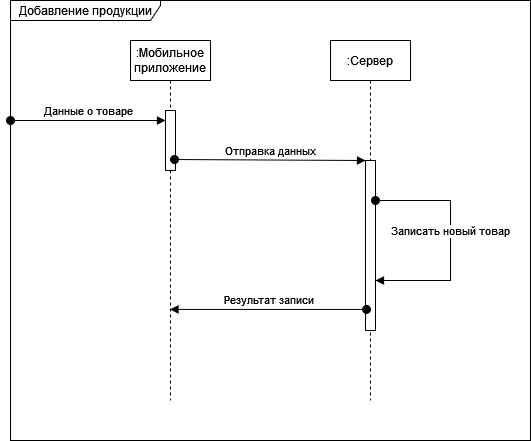 Добавление продукции
:Мобильное
приложение
:Сервер
Данные о товаре
Отправка данных
Записать новый товар
Результат записи